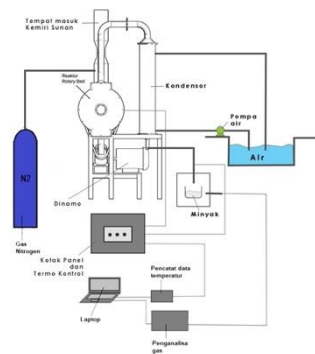 Tempat masuk
Kemiri Sunan
Reaktor
Rotary Bed
Kondensor
Pompa
air
Air
N2
Dinamo
Minyak
Gas
Nitrogen
Kotak Panel
dan
Termo Kontrol
Pencatat data
temperatur
Laptop
Penganalisa
gas